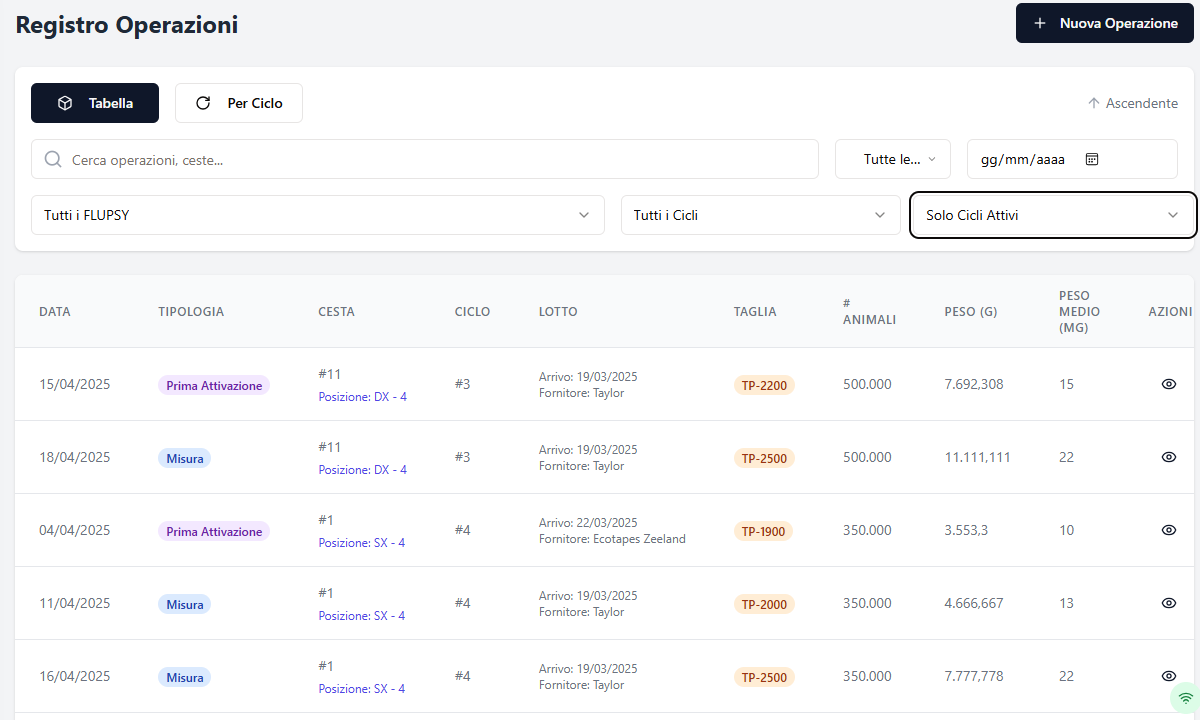 Registro Operazioni
Nuova Operazione
Tabella
Per Ciclo
Ascendente
Cerca operazioni, ceste...
Tutte le...
gg/mm/aaaa
Tutti i FLUPSY
Tutti i Cicli
Solo Cicli Attivi
DATA TIPOLOGIA CESTA CICLO LOTTO TAGLIA # ANIMALI PESO (G) PESO MEDIO (MG) AZIONI
15/04/2025 Prima Attivazione #11 Posizione: DX - 4 #3 Arrivo: 19/03/2025 Fornitore: Taylor TP-2200 500.000 7.692,308 15
18/04/2025 Misura #11 Posizione: DX - 4 #3 Arrivo: 19/03/2025 Fornitore: Taylor TP-2500 500.000 11.111,111 22
04/04/2025 Prima Attivazione #1 Posizione: SX - 4 #4 Arrivo: 22/03/2025 Fornitore: Ecotapes Zeeland TP-1900 350.000 3.553,3 10
11/04/2025 Misura #1 Posizione: SX - 4 #4 Arrivo: 19/03/2025 Fornitore: Taylor TP-2000 350.000 4.666,667 13
16/04/2025 Misura #1 Posizione: SX - 4 #4 Arrivo: 19/03/2025 Fornitore: Taylor TP-2500 350.000 7.777,778 22